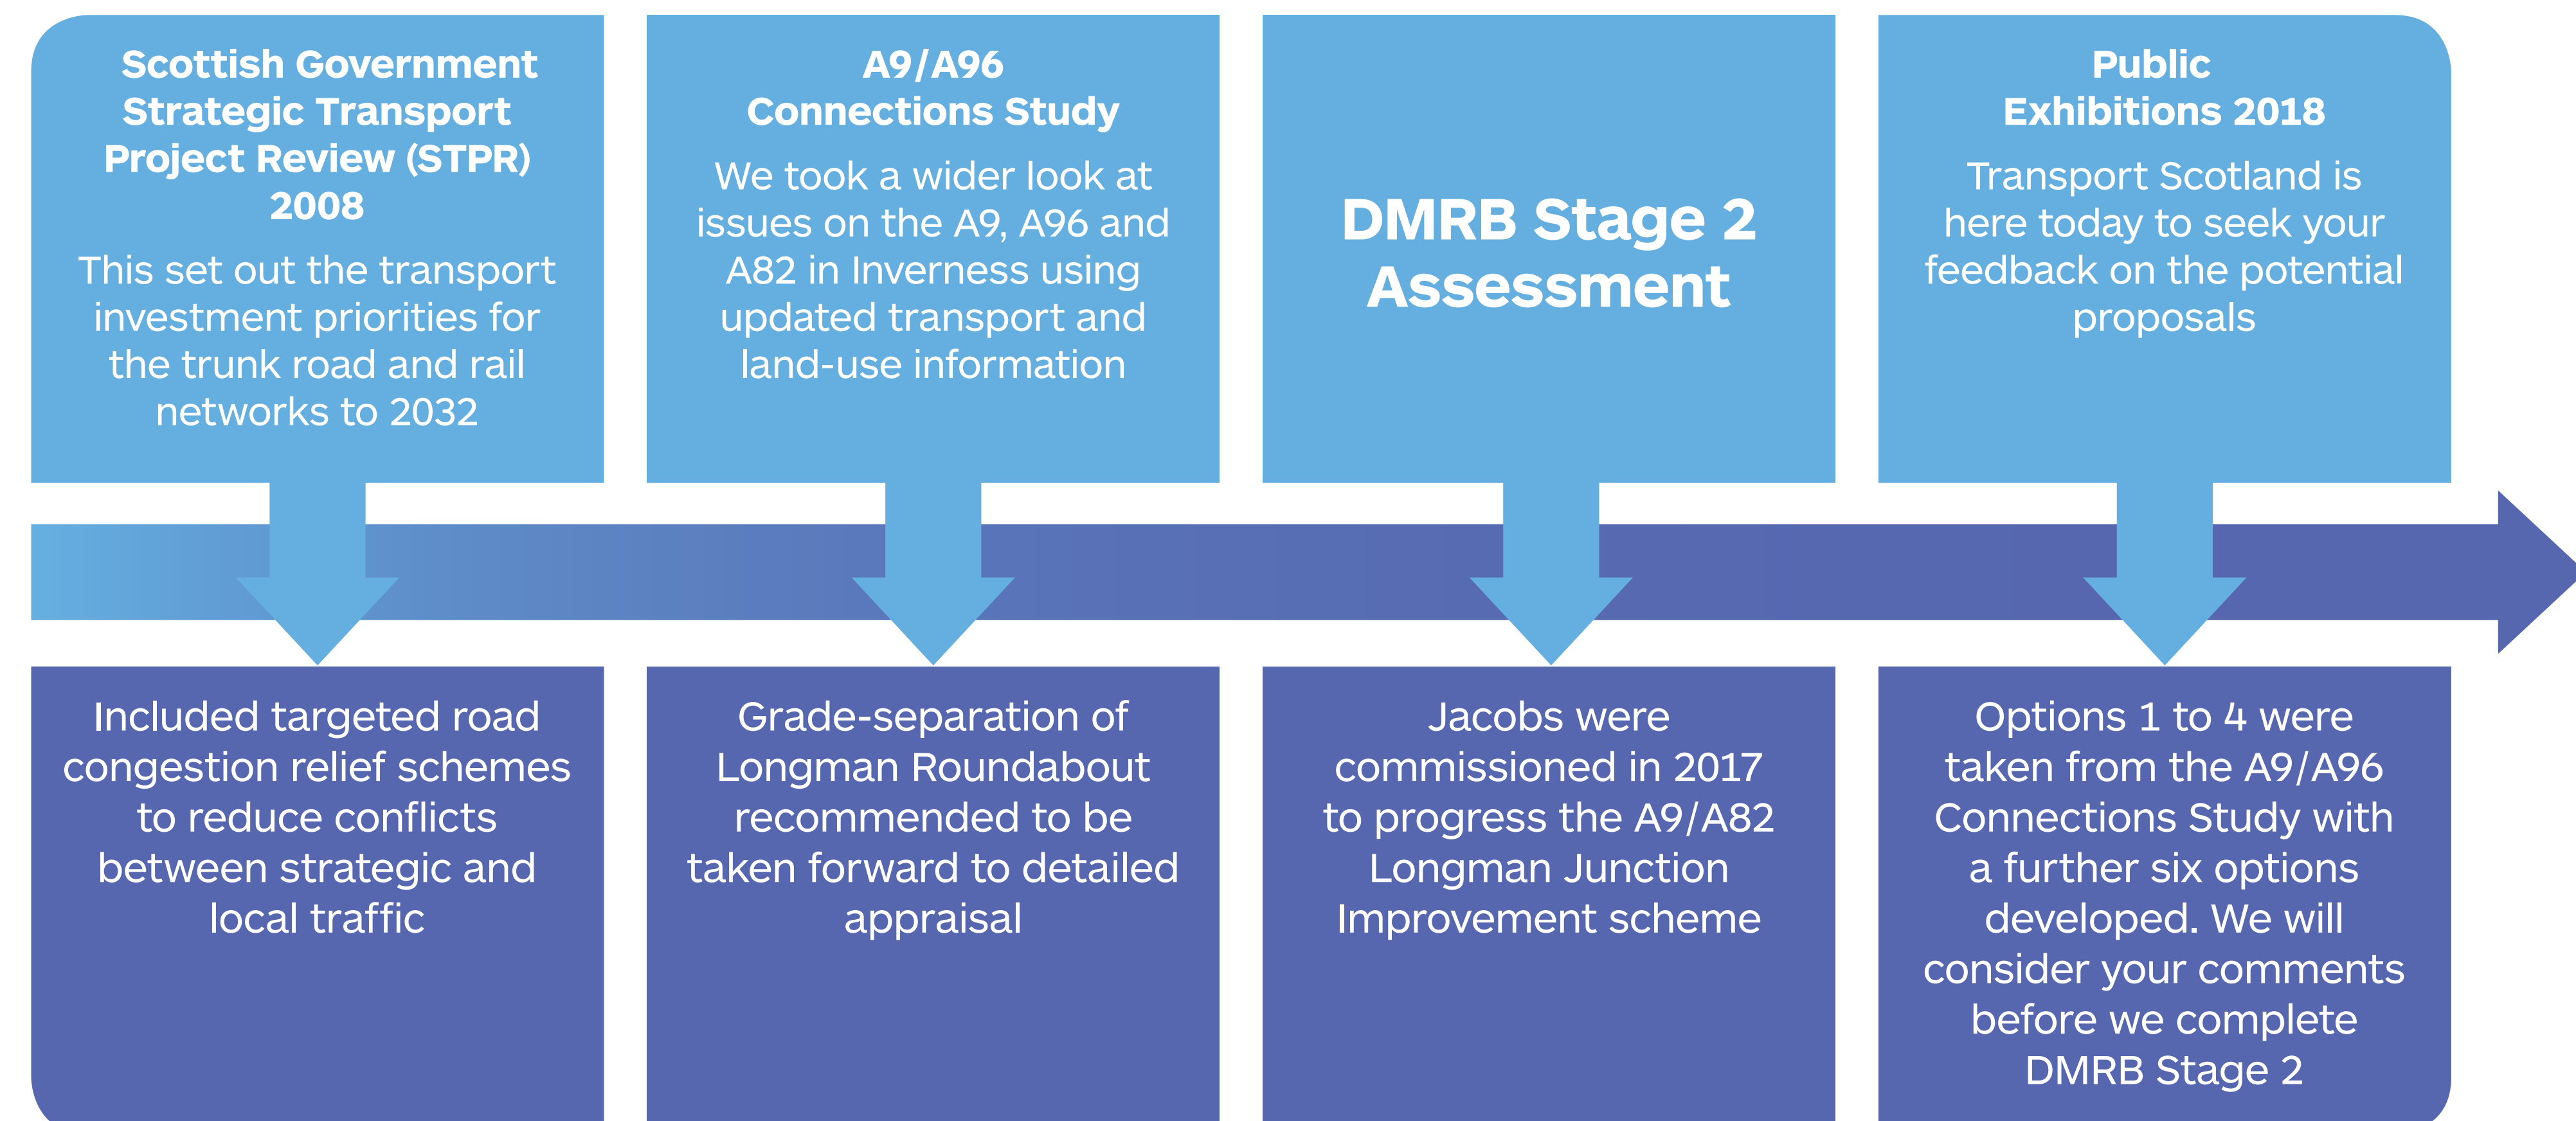 Scottish Government
Strategic Transport
Project Review (STPR)
2008
This set out the transport
investment priorities for
the trunk road and rail
networks to 2032
A9/A96
Connections Study
We took a wider look at
issues on the A9, A96 and
A82 in Inverness using
updated transport and
land-use information
DMRB Stage 2
Assessment
Public
Exhibitions 2018
Transport Scotland is
here today to seek your
feedback on the potential
proposals
Included targeted road
congestion relief schemes
to reduce conflicts
between strategic and
local traffic
Grade-separation of
Longman Roundabout
recommended to be
taken forward to detailed
appraisal
Jacobs were
commissioned in 2017
to progress the A9/A82
Longman Junction
Improvement scheme
Options 1 to 4 were
taken from the A9/A96
Connections Study with
a further six options
developed. We will
consider your comments
before we complete
DMRB Stage 2